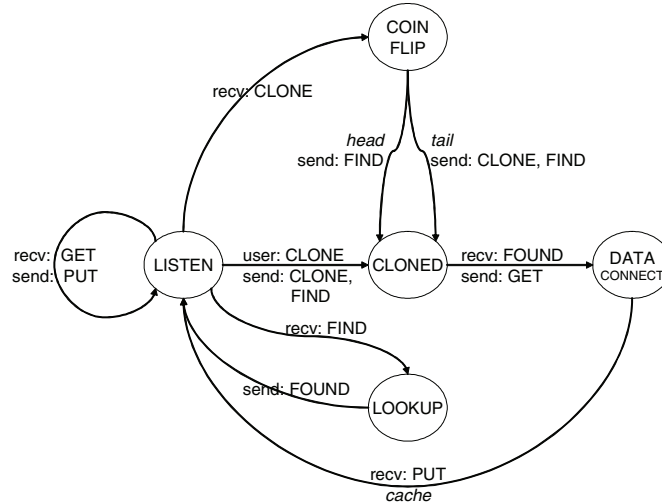 COIN
FLIP
recv: CLONE
head
send: FIND
tail
send: CLONE, FIND
recv: GET
send: PUT
LISTEN
user: CLONE
send: CLONE,
FIND
CLONED
recv: FOUND
send: GET
DATA
CONNECT
recv: FIND
send: FOUND
LOOKUP
recv: PUT
cache